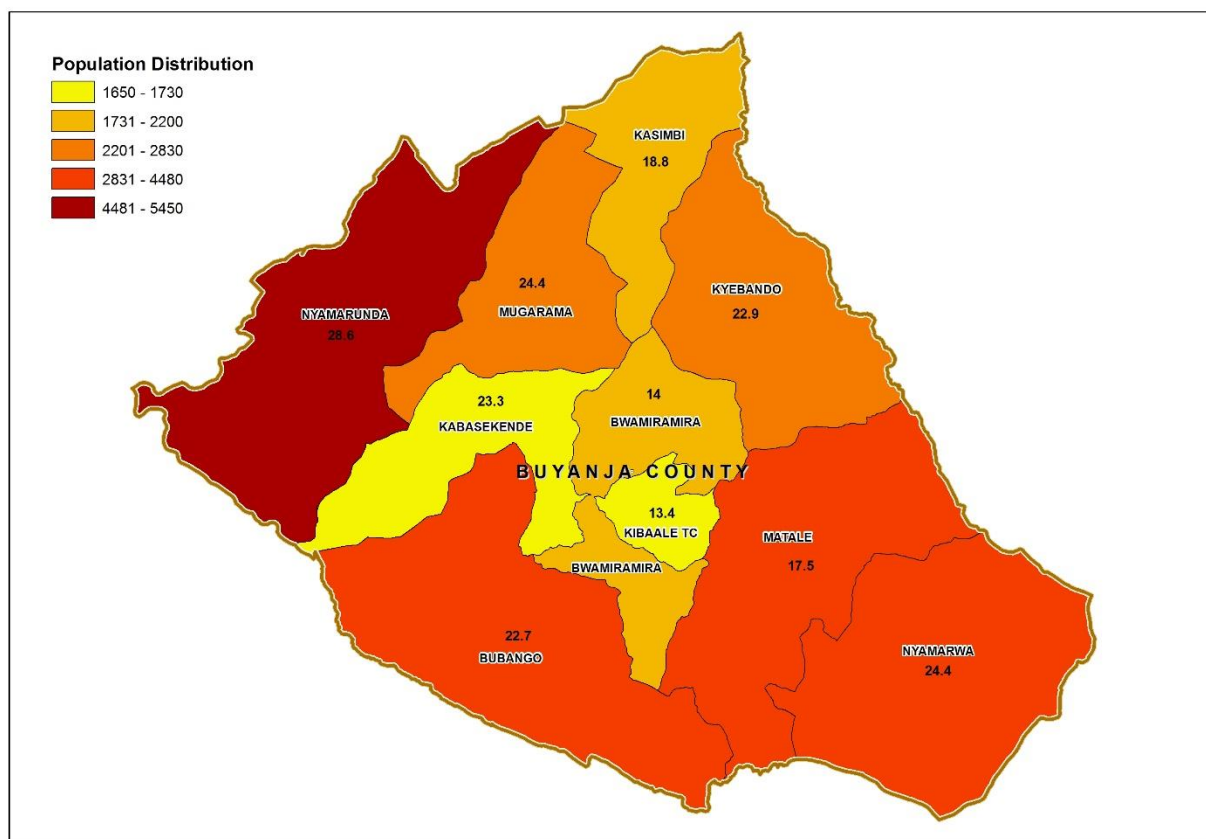 Population Distribution
1650 - 1730
1731 - 2200
2201 - 2830
2831 - 4480
4481 - 5450
KASIMBI
18.8
24.4
MUGARAMA
KYEBANDO
22.9
NYAMARUNDA
28.6
23.3
KABASEKENDE
14
BWAMIRAMIRA
BUYANJA COUNTY
13.4
KIBAALE TC
MATALE
17.5
BWAMIRAMIRA
22.7
BUBANGO
NYAMARWA
24.4